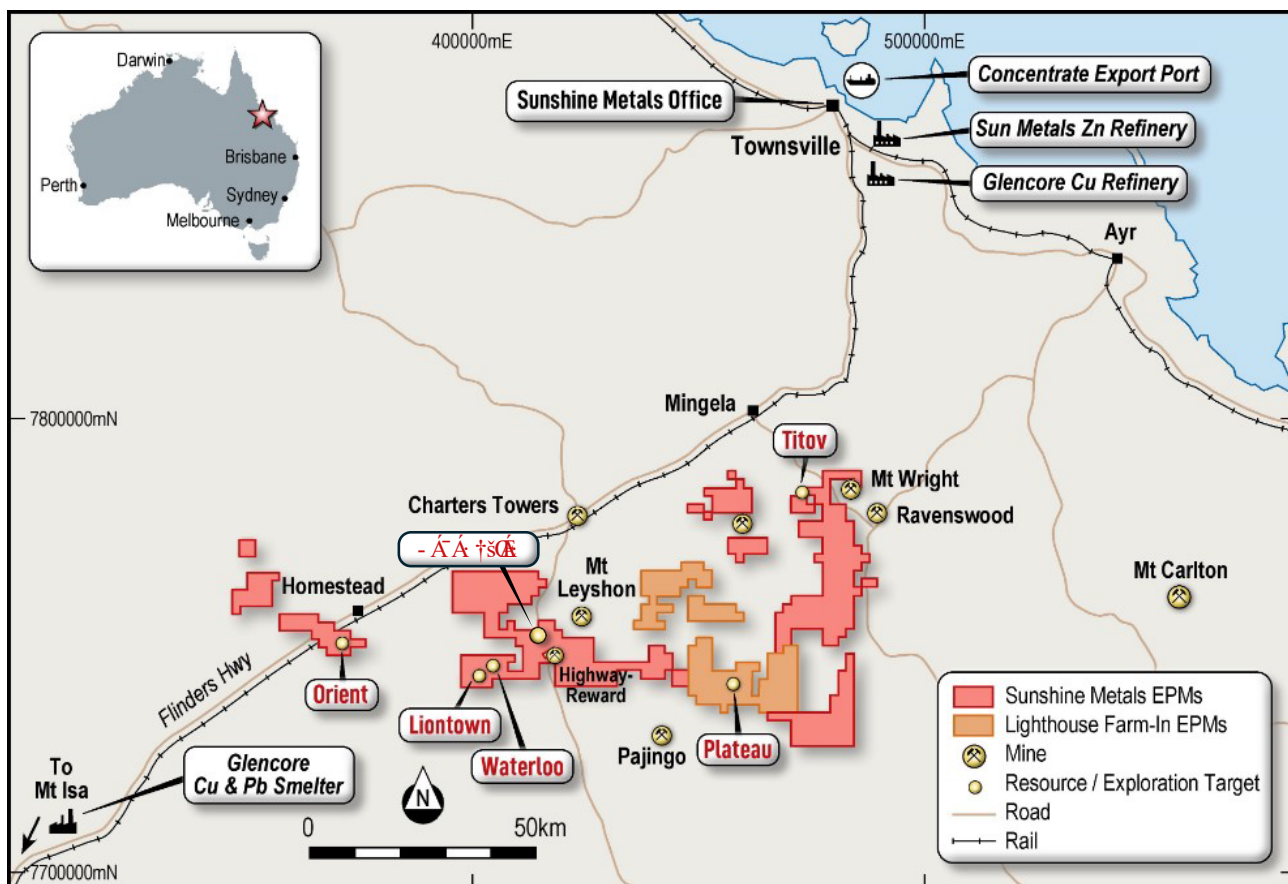 400000mE
500000mE
Darwin
Brisbane
Perth
Sydney
Melbourne
Sunshine Metals Office
Concentrate Export Port
Townsville
Sun Metals Zn Refinery
Glencore Cu Refinery
Ayr
7800000mN
Mingela
Titov
Mt Wright
Ravenswood
Charters Towers
Mt
Leyshon
Mt Carlton
Homestead
Flinders Hwy
Orient
Highway-
Reward
Liontown
Waterloo
Pajingo
Plateau
To
Mt Isa
Glencore
Cu & Pb Smelter
N
0
50km
7700000mN
Sunshine Metals EPMs
Lighthouse Farm-In EPMs
Mine
Resource / Exploration Target
Road
Rail